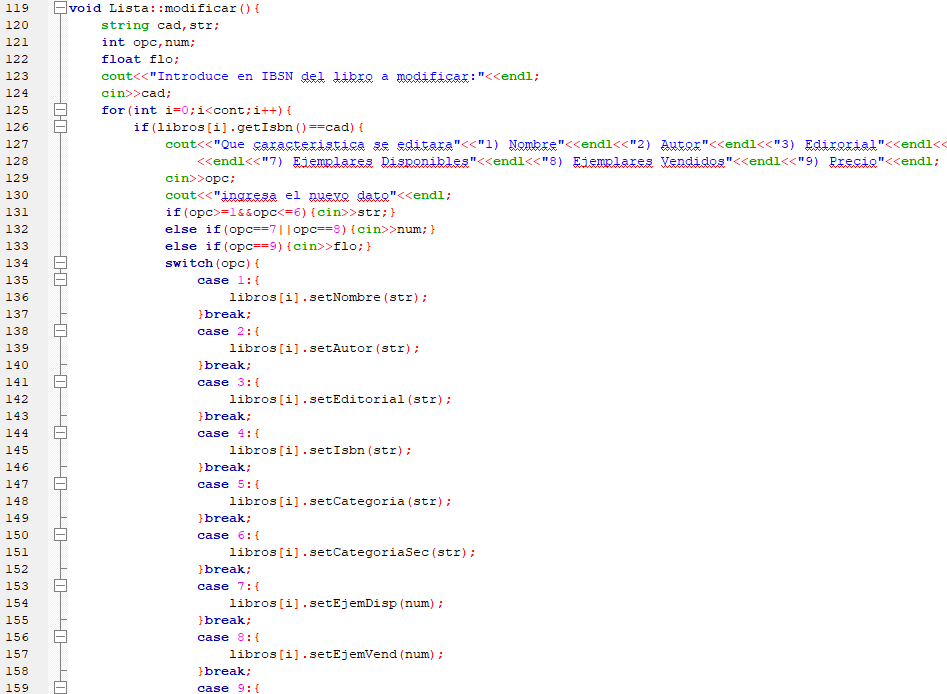 119 void Lista::modificar(){
120 string cad,str;
121 int opc,num;
122 float flo;
123 cout<<"Introduce en IBSN del libro a modificar:"<<endl;
124 cin>>cad;
125 for(int i=0;i<cont;i++){
126 if(libros[i].getIsbn()==cad){
127 cout<<"Que caracteristica se editara"<<"1) Nombre"<<endl<<"2) Autor"<<endl<<"3) Edirorial"<<endl<<
128 <<endl<<"7) Ejemplares Disponibles"<<endl<<"8) Ejemplares Vendidos"<<endl<<"9) Precio"<<endl;
129 cin>>opc;
130 cout<<"ingresa el nuevo dato"<<endl;
131 if(opc>=1&&opc<=6){cin>>str;}
132 else if(opc==7||opc==8){cin>>num;}
133 else if(opc==9){cin>>flo;}
134 switch(opc){
135 case 1:{
136 libros[i].setNombre(str);
137 }break;
138 case 2:{
139 libros[i].setAutor(str);
140 }break;
141 case 3:{
142 libros[i].setEditorial(str);
143 }break;
144 case 4:{
145 libros[i].setIsbn(str);
146 }break;
147 case 5:{
148 libros[i].setCategoria(str);
149 }break;
150 case 6:{
151 libros[i].setCategoriaSec(str);
152 }break;
153 case 7:{
154 libros[i].setEjemDisp(num);
155 }break;
156 case 8:{
157 libros[i].setEjemVend(num);
158 }break;
159 case 9:{